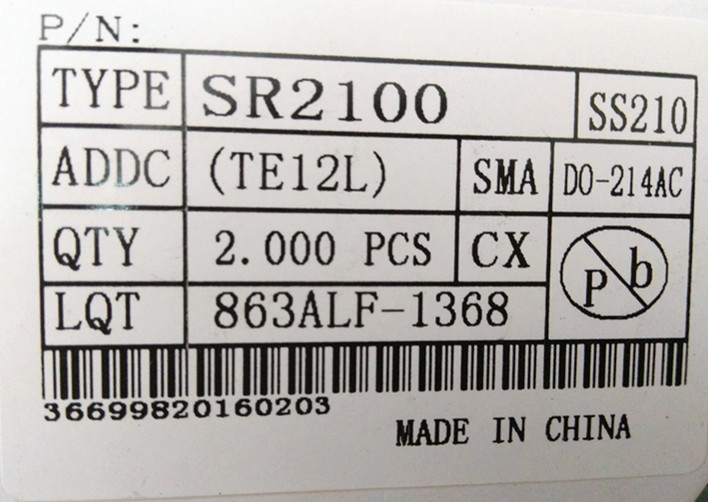 P/N:
TYPE SR2100 SS210
ADDC (TE12L) SMA DO-214AC
QTY 2.000 PCS CX Pb
LQT 863ALF-1368
36699820160203
MADE IN CHINA